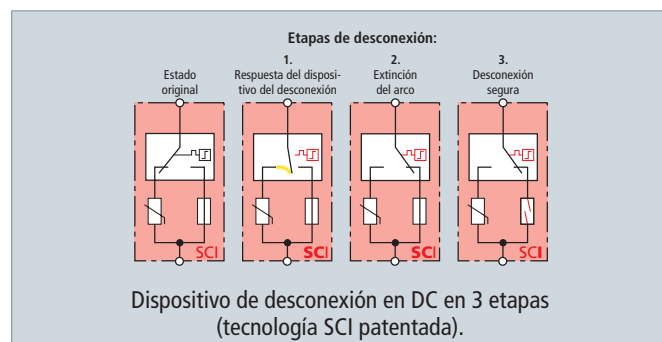 Etapas de desconexión:
Estado
original
1.
Respuesta del disposi-
tivo del desconexión
2.
Extinción
del arco
3.
Desconexión
segura
SCI
SCI
SCI
SCI
Dispositivo de desconexión en DC en 3 etapas
(tecnología SCI patentada).